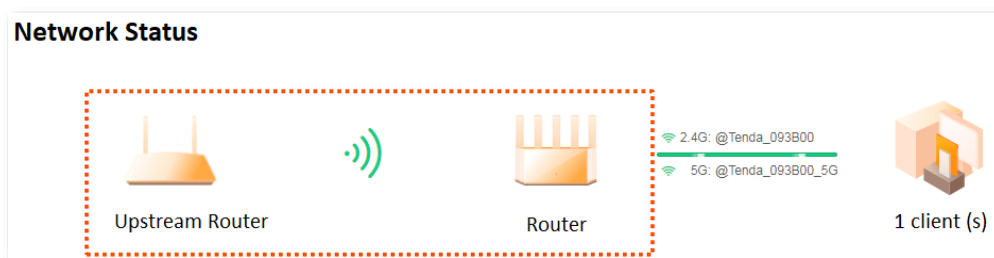 Network Status
2.4G: @Tenda_093B00
5G: @Tenda_093B00_5G
Upstream Router
Router
1 client (s)